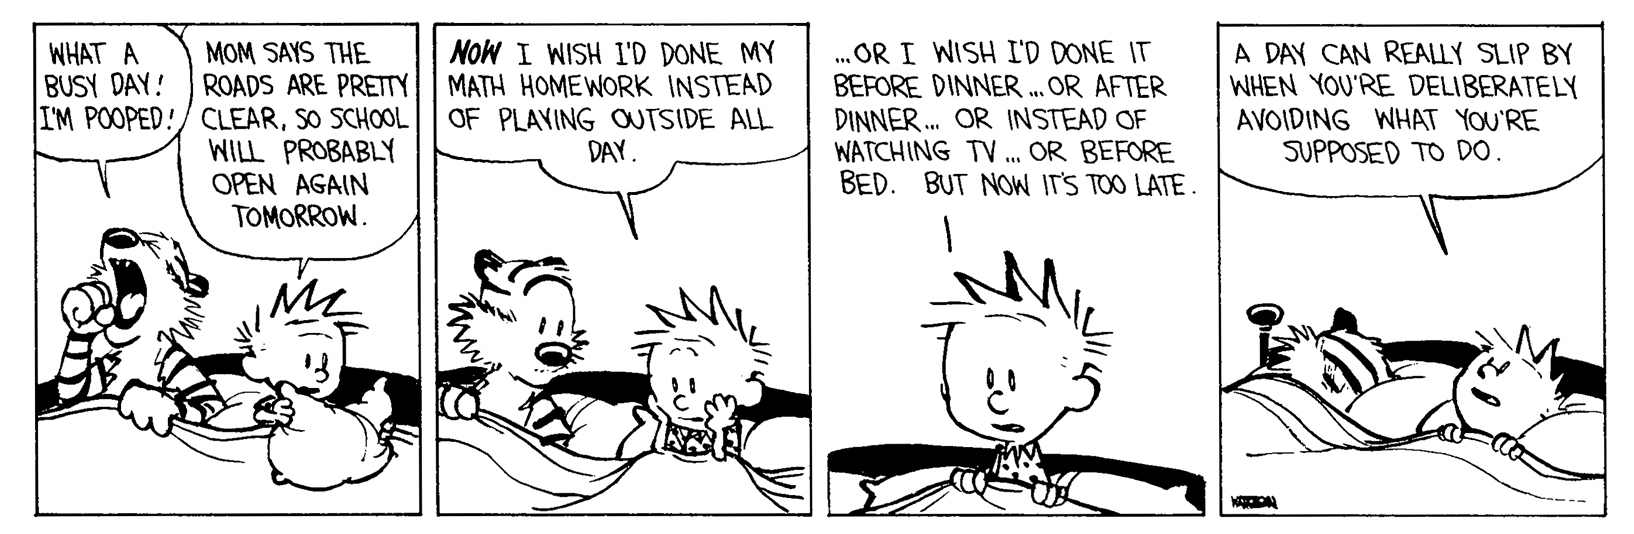 WHAT A
BUSY DAY!
I'M POOPED!
MOM SAYS THE
ROADS ARE PRETTY
CLEAR, SO SCHOOL
WILL PROBABLY
OPEN AGAIN
TOMORROW.
NOW I WISH I'D DONE MY
MATH HOMEWORK INSTEAD
OF PLAYING OUTSIDE ALL
DAY.
...OR I WISH I'D DONE IT
BEFORE DINNER...OR AFTER
DINNER... OR INSTEAD OF
WATCHING TV... OR BEFORE
BED. BUT NOW IT'S TOO LATE.
A DAY CAN REALLY SLIP BY
WHEN YOU'RE DELIBERATELY
AVOIDING WHAT YOU'RE
SUPPOSED TO DO.
WATTERSON